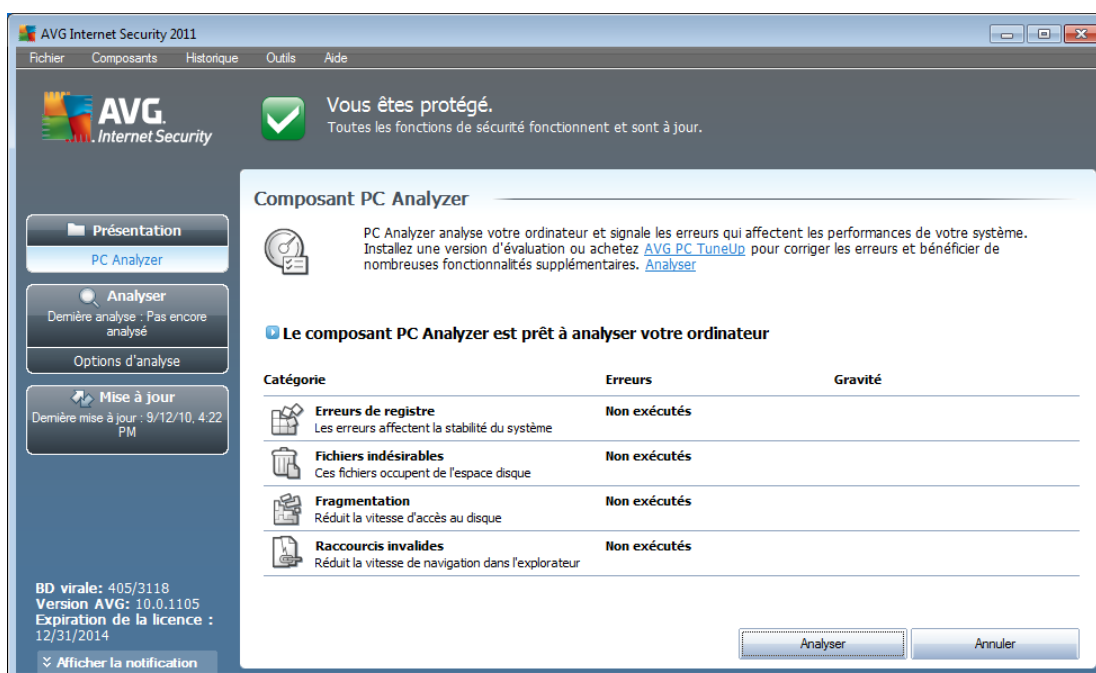 AVG Internet Security 2011
Fichier Composants Historique Outils Aide
AVG.
Internet Security
Vous êtes protégé.
Toutes les fonctions de sécurité fonctionnent et sont à jour.
Présentation
PC Analyzer
Analyser
Dernière analyse : Pas encore
analysé
Options d'analyse
Mise à jour
Dernière mise à jour : 9/12/10, 4:22
PM
BD virale: 405/3118
Version AVG: 10.0.1105
Expiration de la licence :
12/31/2014
Afficher la notification
Composant PC Analyzer
PC Analyzer analyse votre ordinateur et signale les erreurs qui affectent les performances de votre système.
Installez une version d'évaluation ou achetez AVG PC TuneUp pour corriger les erreurs et bénéficier de
nombreuses fonctionnalités supplémentaires. Analyser
Le composant PC Analyzer est prêt à analyser votre ordinateur
Catégorie Erreurs Gravité
Erreurs de registre Non exécutés
Les erreurs affectent la stabilité du système
Fichiers indésirables Non exécutés
Ces fichiers occupent de l'espace disque
Fragmentation Non exécutés
Réduit la vitesse d'accès au disque
Raccourcis invalides Non exécutés
Réduit la vitesse de navigation dans l'explorateur
Analyser Annuler